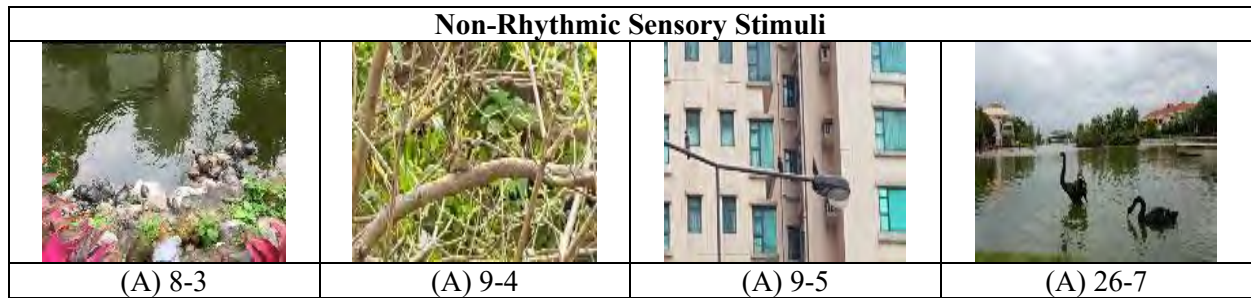 Non-Rhythmic Sensory Stimuli
(A) 8-3
(A) 9-4
(A) 9-5
(A) 26-7